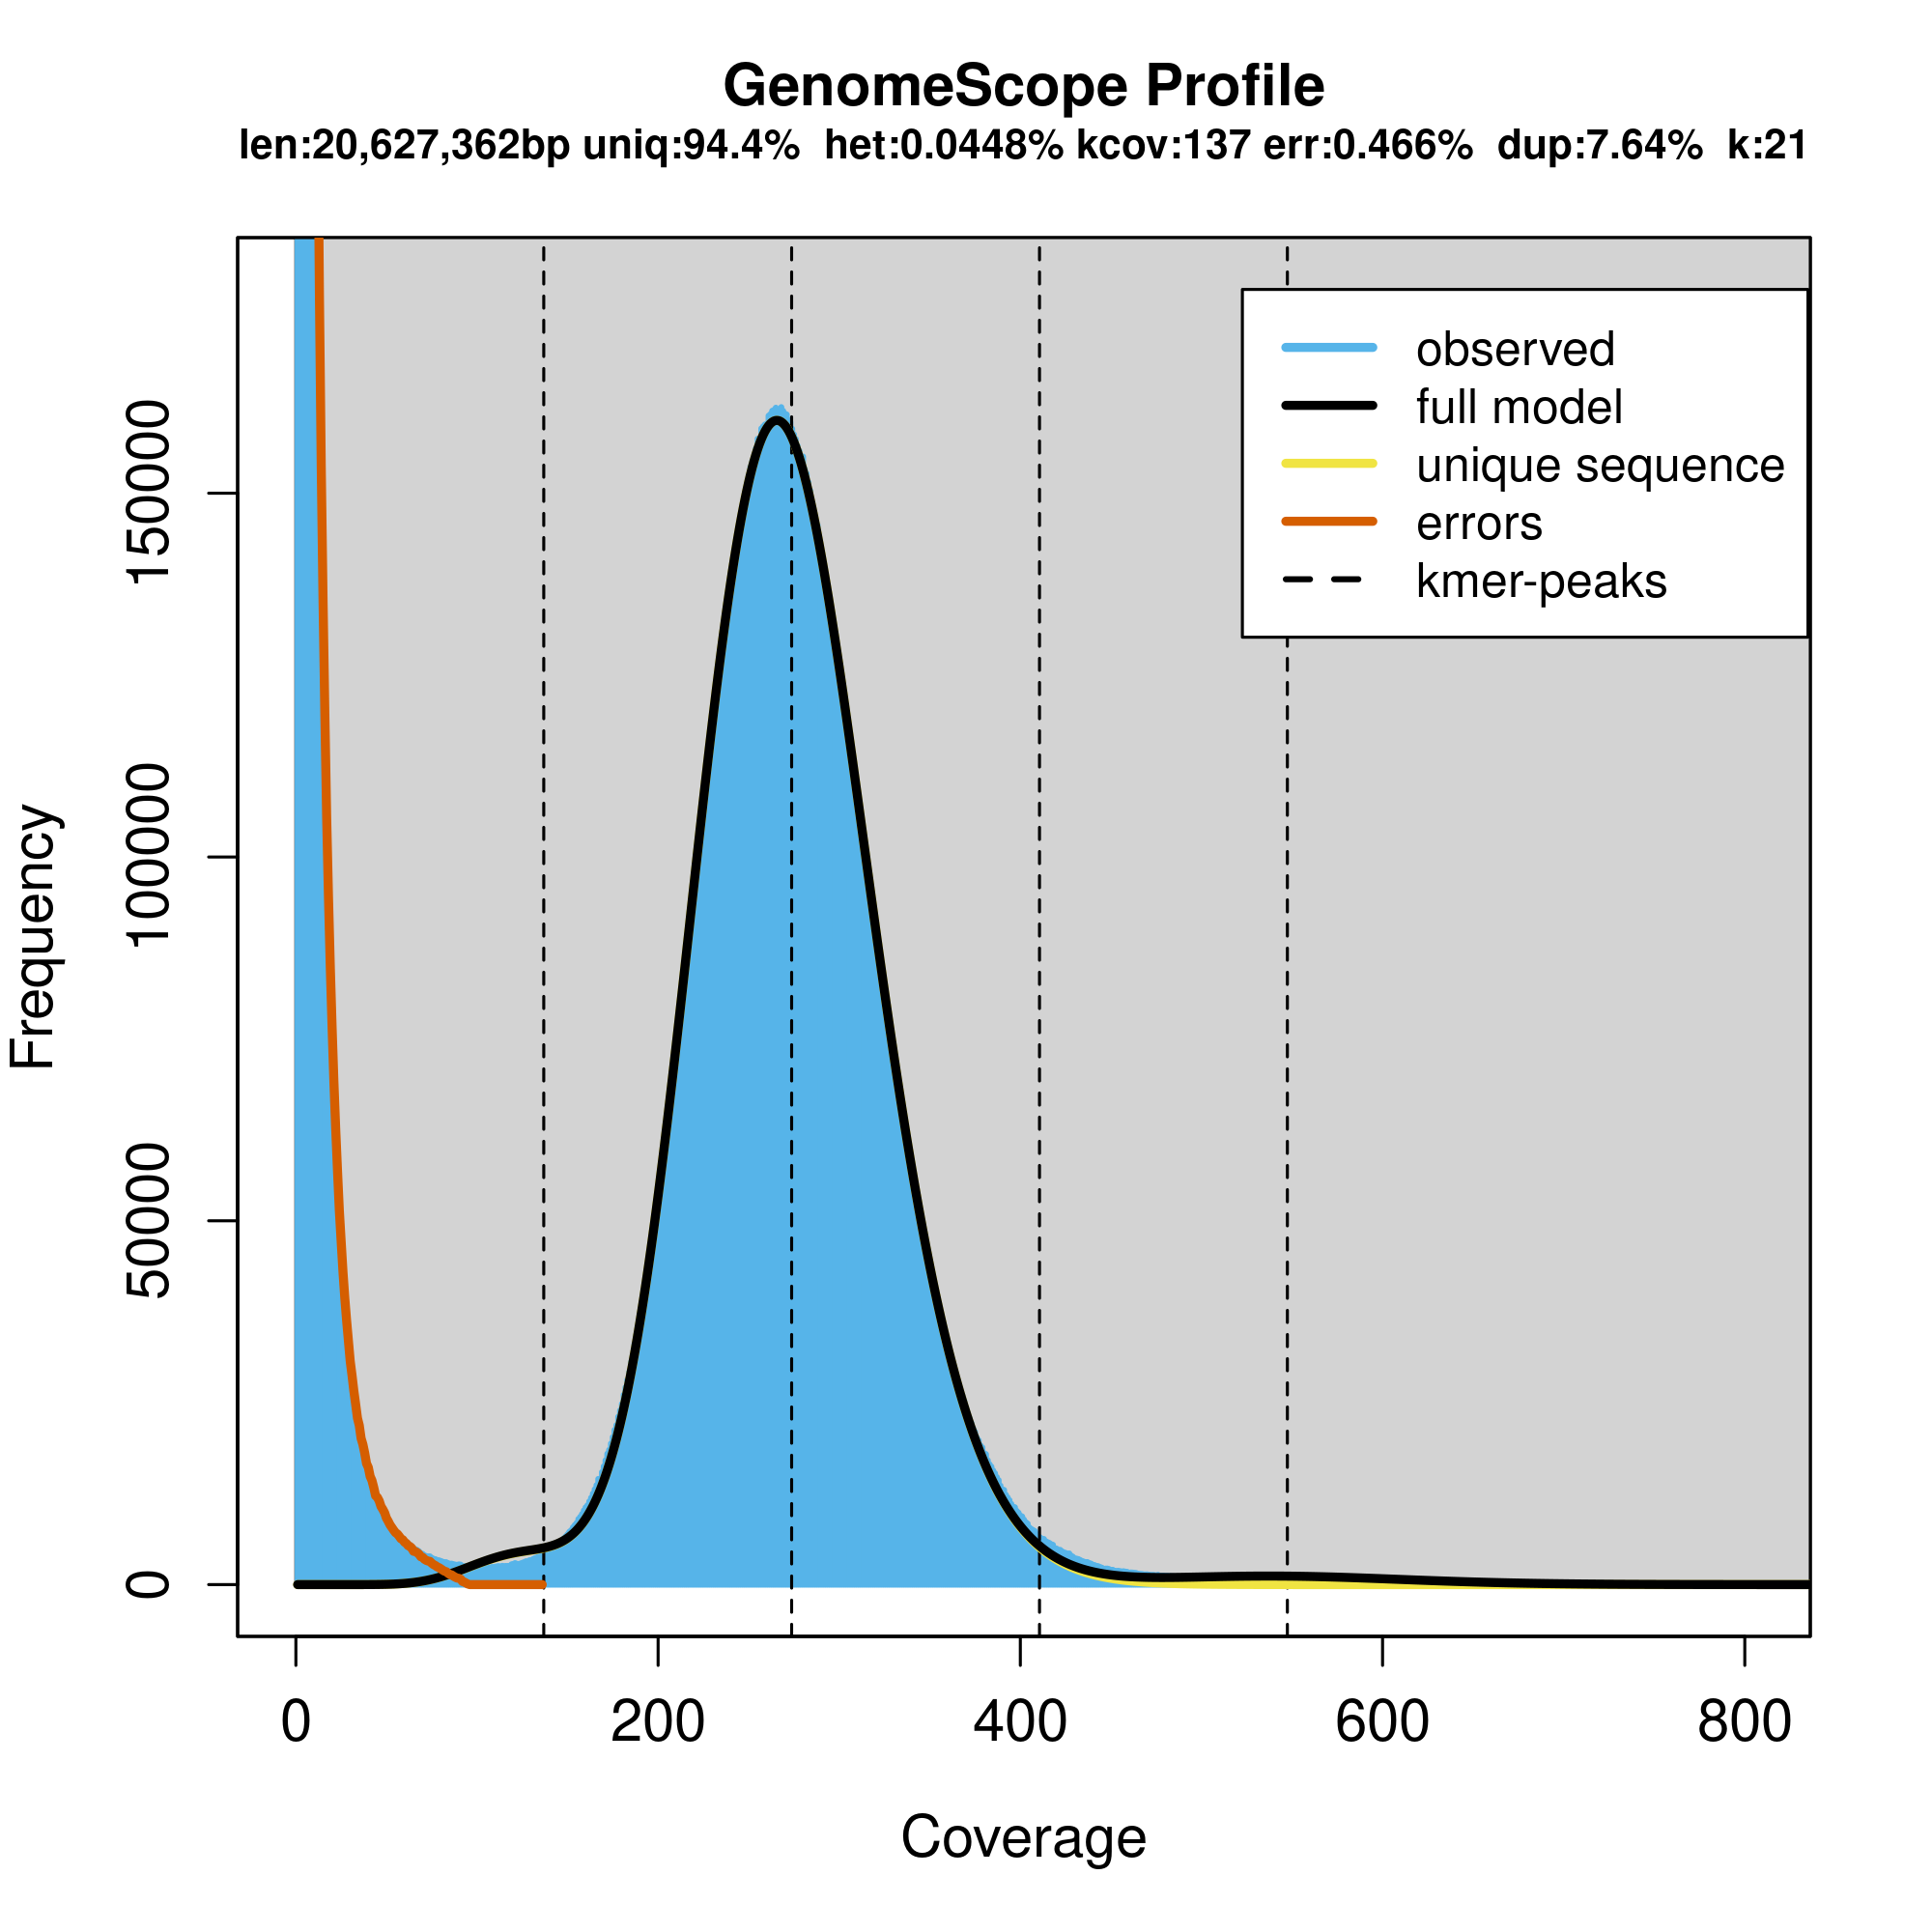 GenomeScope Profile
len:20,627,362bp uniq:94.4% het:0.0448% kcov:137 err:0.466% dup:7.64% k:21
observed
full model
unique sequence
errors
kmer-peaks
Frequency
150000
100000
50000
0
0 200 400 600 800
Coverage